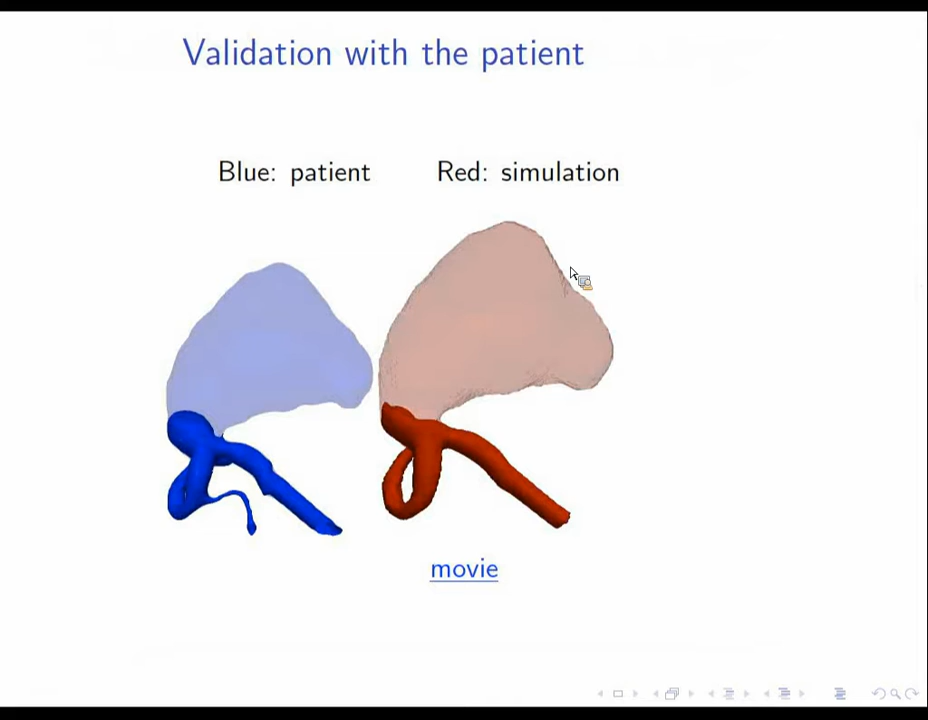 Validation with the patient
Blue: patient Red: simulation
movie